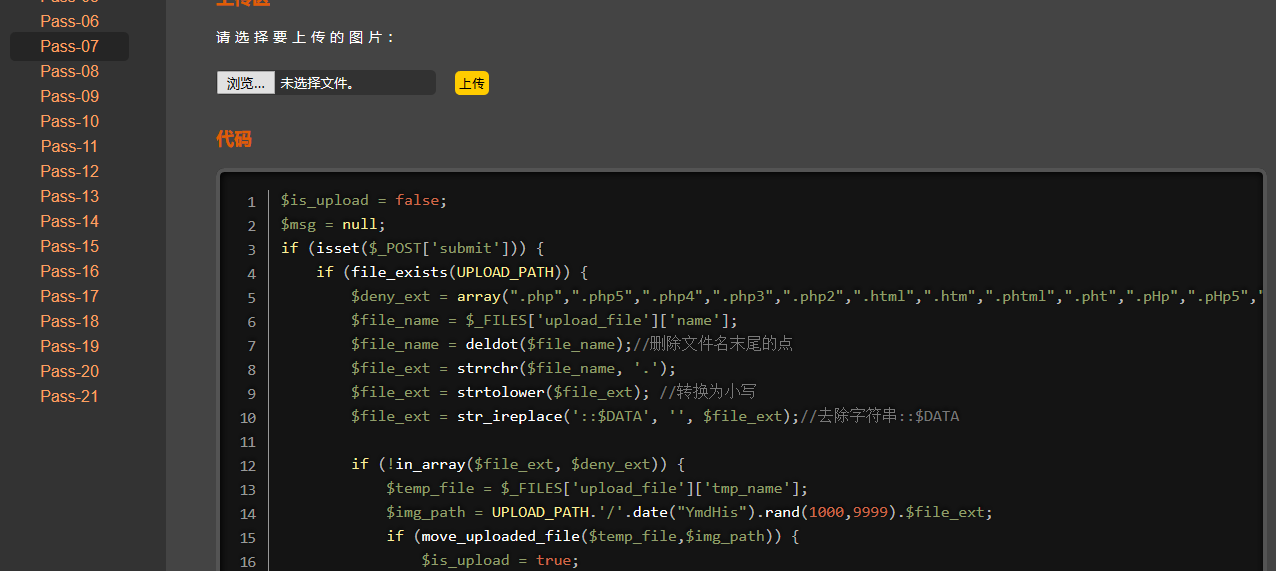 Pass-06
Pass-07
Pass-08
Pass-09
Pass-10
Pass-11
Pass-12
Pass-13
Pass-14
Pass-15
Pass-16
Pass-17
Pass-18
Pass-19
Pass-20
Pass-21
上传区
请选择要上传的图片：
浏览... 未选择文件。 上传
代码
1 $is_upload = false;
2 $msg = null;
3 if (isset($_POST['submit'])) {
4     if (file_exists(UPLOAD_PATH)) {
5         $deny_ext = array(".php",".php5",".php4",".php3",".php2",".html",".htm",".phtml",".pht",".pHp",".pHp5","
6         $file_name = $_FILES['upload_file']['name'];
7         $file_name = deldot($file_name);//删除文件名末尾的点
8         $file_ext = strrchr($file_name, '.');
9         $file_ext = strtolower($file_ext); //转换为小写
10         $file_ext = str_ireplace('::$DATA', '', $file_ext);//去除字符串::$DATA
11
12         if (!in_array($file_ext, $deny_ext)) {
13             $temp_file = $_FILES['upload_file']['tmp_name'];
14             $img_path = UPLOAD_PATH.'/'.date("YmdHis").rand(1000,9999).$file_ext;
15             if (move_uploaded_file($temp_file,$img_path)) {
16                 $is_upload = true;